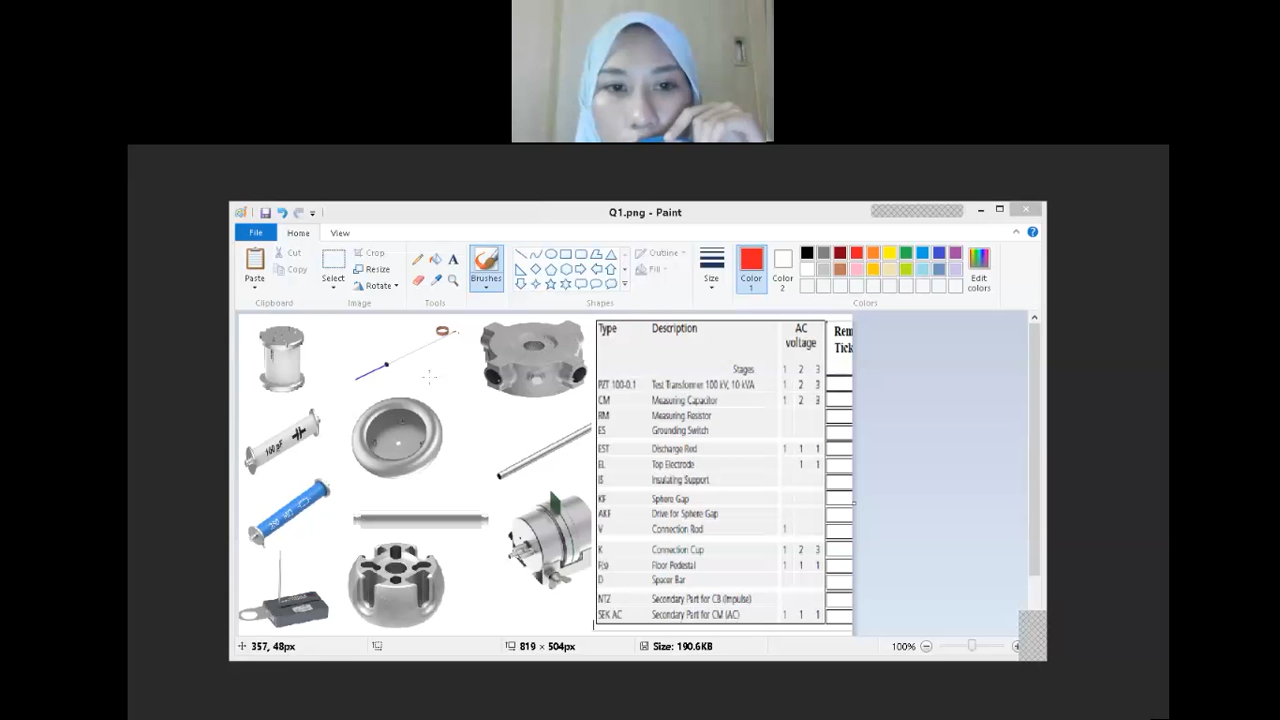 Q1.png - Paint
File Home View
Paste
Cut
Copy
Clipboard
Select
Crop
Resize
Rotate
Image
A
Tools
Brushes
Shapes
Outline
Fill
Size
Color 1
Color 2
Edit colors
Colors
Type Description AC voltage
Stages 1 2 3
PZT 100-0.1 Test Transformer 100 kV, 10 kVA 1 2 3
CM Measuring Capacitor 1 2 3
RM Measuring Resistor
ES Grounding Switch
EST Discharge Rod 1 1 1
EL Top Electrode 1 1
IS Insulating Support
KF Sphere Gap
AKF Drive for Sphere Gap
V Connection Rod 1
K Connection Cup 1 2 3
Floor Pedestal 1 1 1
D Spacer Bar
NTZ Secondary Part for CB (Impulse)
SEK AC Secondary Part for CM (AC) 1 1 1
Rem
Tick
100 pF
357, 48px
819 × 504px
Size: 190.6KB
100%